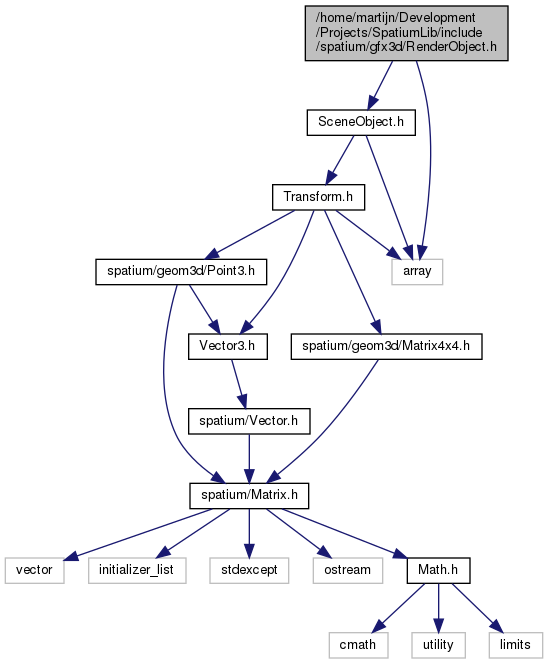 /home/martijn/Development
/Projects/SpatiumLib/include
/spatium/gfx3d/RenderObject.h
SceneObject.h
Transform.h
spatium/geom3d/Point3.h
array
Vector3.h
spatium/geom3d/Matrix4x4.h
spatium/Vector.h
spatium/Matrix.h
vector
initializer_list
stdexcept
ostream
Math.h
cmath
utility
limits